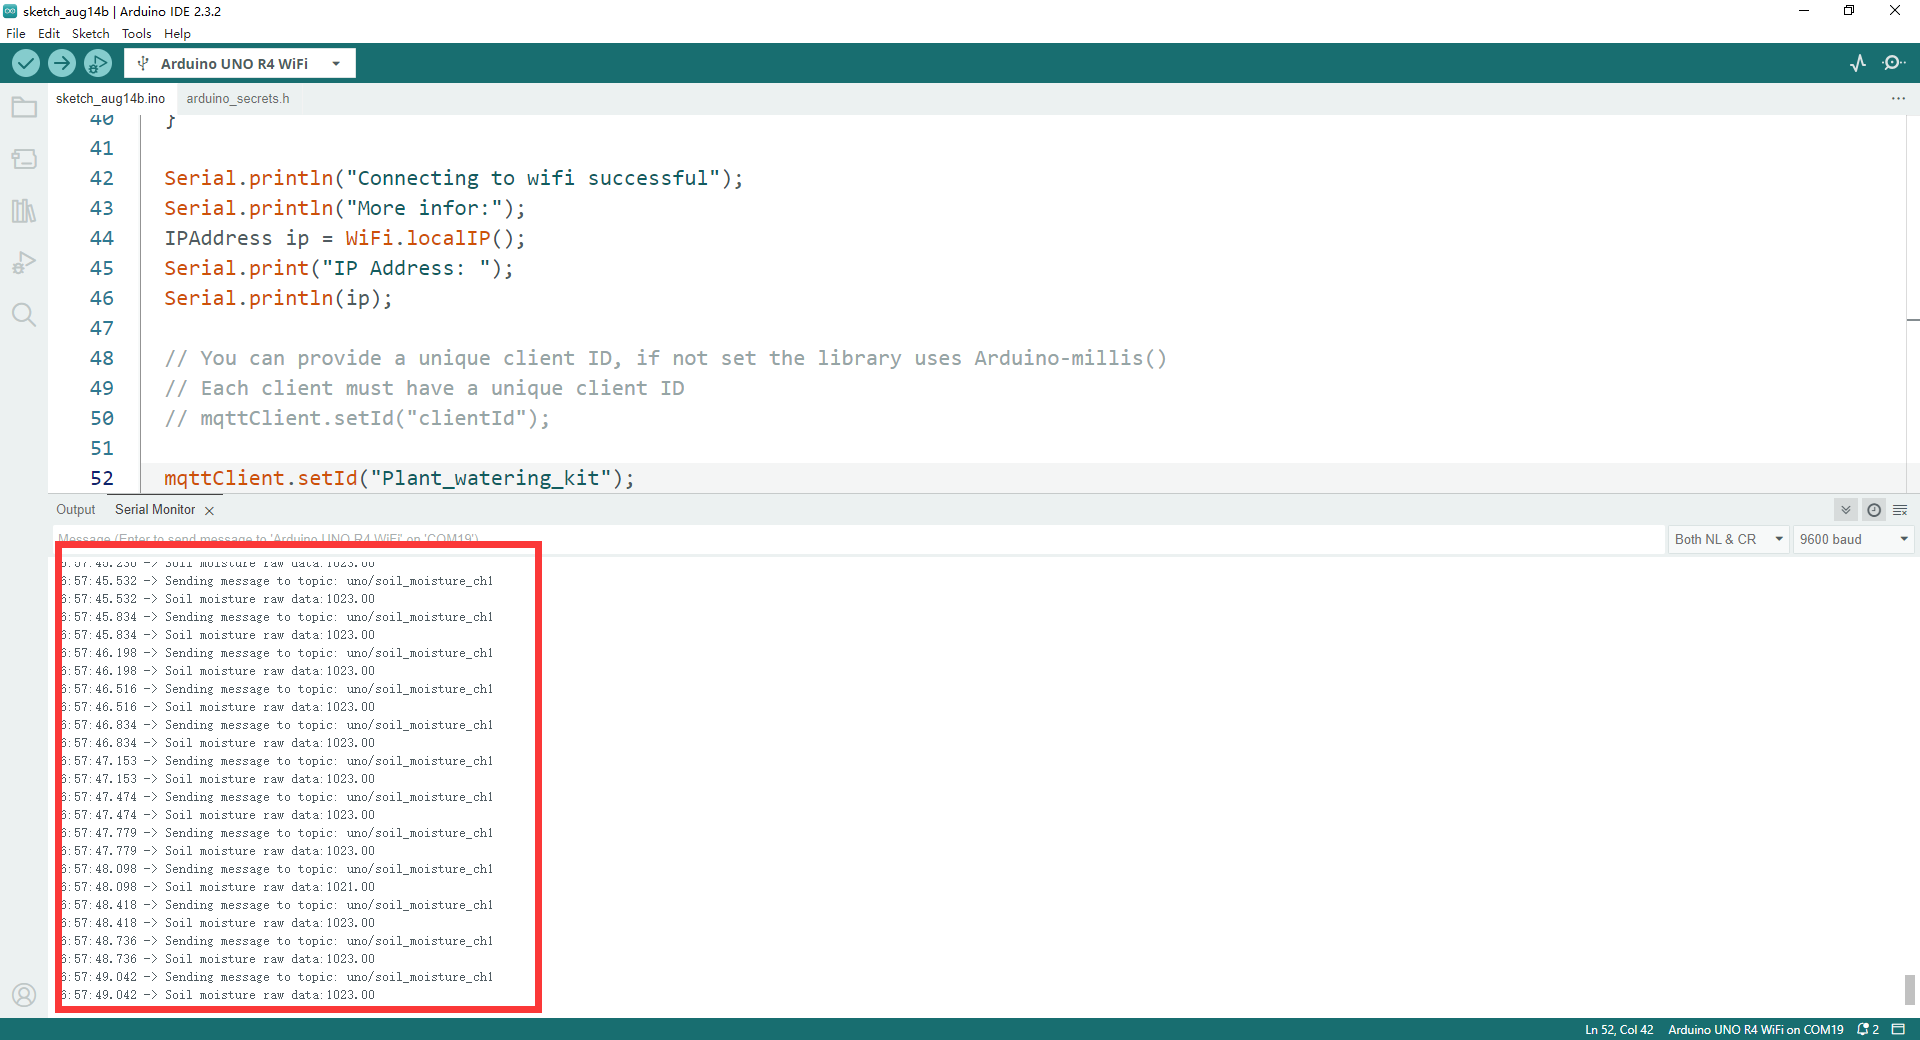 sketch_aug14b | Arduino IDE 2.3.2
File Edit Sketch Tools Help
Arduino UNO R4 WiFi
sketch_aug14b.ino arduino_secrets.h
40 }
41
42 Serial.println("Connecting to wifi successful");
43 Serial.println("More infor:");
44 IPAddress ip = WiFi.localIP();
45 Serial.print("IP Address: ");
46 Serial.println(ip);
47
48 // You can provide a unique client ID, if not set the library uses Arduino-millis()
49 // Each client must have a unique client ID
50 // mqttClient.setId("clientId");
51
52 mqttClient.setId("Plant_watering_kit");
Output Serial Monitor
Message (Enter to send message to 'Arduino UNO R4 WiFi' on 'COM19')
Both NL & CR 9600 baud
6:57:45.230 -> Soil moisture raw data:1023.00
6:57:45.532 -> Sending message to topic: uno/soil_moisture_ch1
6:57:45.532 -> Soil moisture raw data:1023.00
6:57:45.834 -> Sending message to topic: uno/soil_moisture_ch1
6:57:45.834 -> Soil moisture raw data:1023.00
6:57:46.198 -> Sending message to topic: uno/soil_moisture_ch1
6:57:46.198 -> Soil moisture raw data:1023.00
6:57:46.516 -> Sending message to topic: uno/soil_moisture_ch1
6:57:46.516 -> Soil moisture raw data:1023.00
6:57:46.834 -> Sending message to topic: uno/soil_moisture_ch1
6:57:46.834 -> Soil moisture raw data:1023.00
6:57:47.153 -> Sending message to topic: uno/soil_moisture_ch1
6:57:47.153 -> Soil moisture raw data:1023.00
6:57:47.474 -> Sending message to topic: uno/soil_moisture_ch1
6:57:47.474 -> Soil moisture raw data:1023.00
6:57:47.779 -> Sending message to topic: uno/soil_moisture_ch1
6:57:47.779 -> Soil moisture raw data:1023.00
6:57:48.098 -> Sending message to topic: uno/soil_moisture_ch1
6:57:48.098 -> Soil moisture raw data:1021.00
6:57:48.418 -> Sending message to topic: uno/soil_moisture_ch1
6:57:48.418 -> Soil moisture raw data:1023.00
6:57:48.736 -> Sending message to topic: uno/soil_moisture_ch1
6:57:48.736 -> Soil moisture raw data:1023.00
6:57:49.042 -> Sending message to topic: uno/soil_moisture_ch1
6:57:49.042 -> Soil moisture raw data:1023.00
Ln 52, Col 42 Arduino UNO R4 WiFi on COM19 2